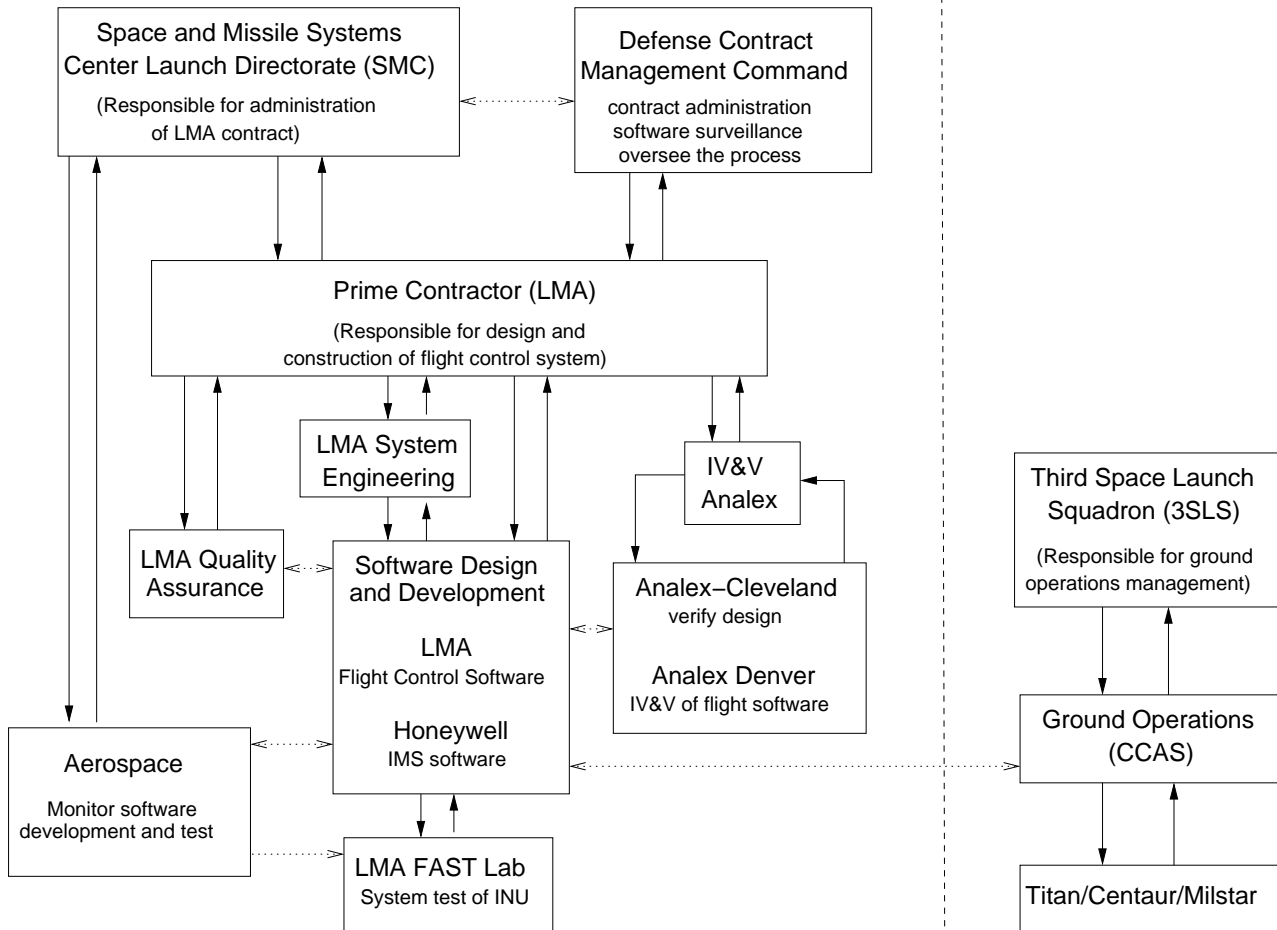 Space and Missile Systems
Center Launch Directorate (SMC)
(Responsible for administration
of LMA contract)
Defense Contract
Management Command
contract administration
software surveillance
oversee the process
Prime Contractor (LMA)
(Responsible for design and
construction of flight control system)
LMA System
Engineering
IV&V
Analex
Third Space Launch
Squadron (3SLS)
(Responsible for ground
operations management)
LMA Quality
Assurance
Software Design
and Development
LMA
Flight Control Software
Honeywell
IMS software
Analex−Cleveland
verify design
Analex Denver
IV&V of flight software
Ground Operations
(CCAS)
Aerospace
Monitor software
development and test
LMA FAST Lab
System test of INU
Titan/Centaur/Milstar